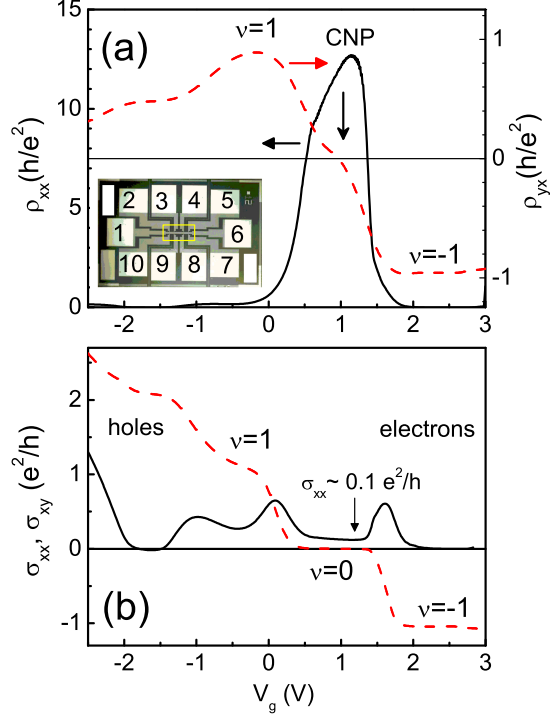 (a)
ν=1
CNP
15
10
5
0
ρxx(h/e²)
1
0
-1
ρyx(h/e²)
ν=-1
2 3 4 5
1 6
10 9 8 7
-2 -1 0 1 2 3
holes
electrons
ν=1
σxx~ 0.1 e²/h
ν=0
ν=-1
(b)
2
1
0
-1
σxx, σxy (e²/h)
-2 -1 0 1 2 3
Vg (V)